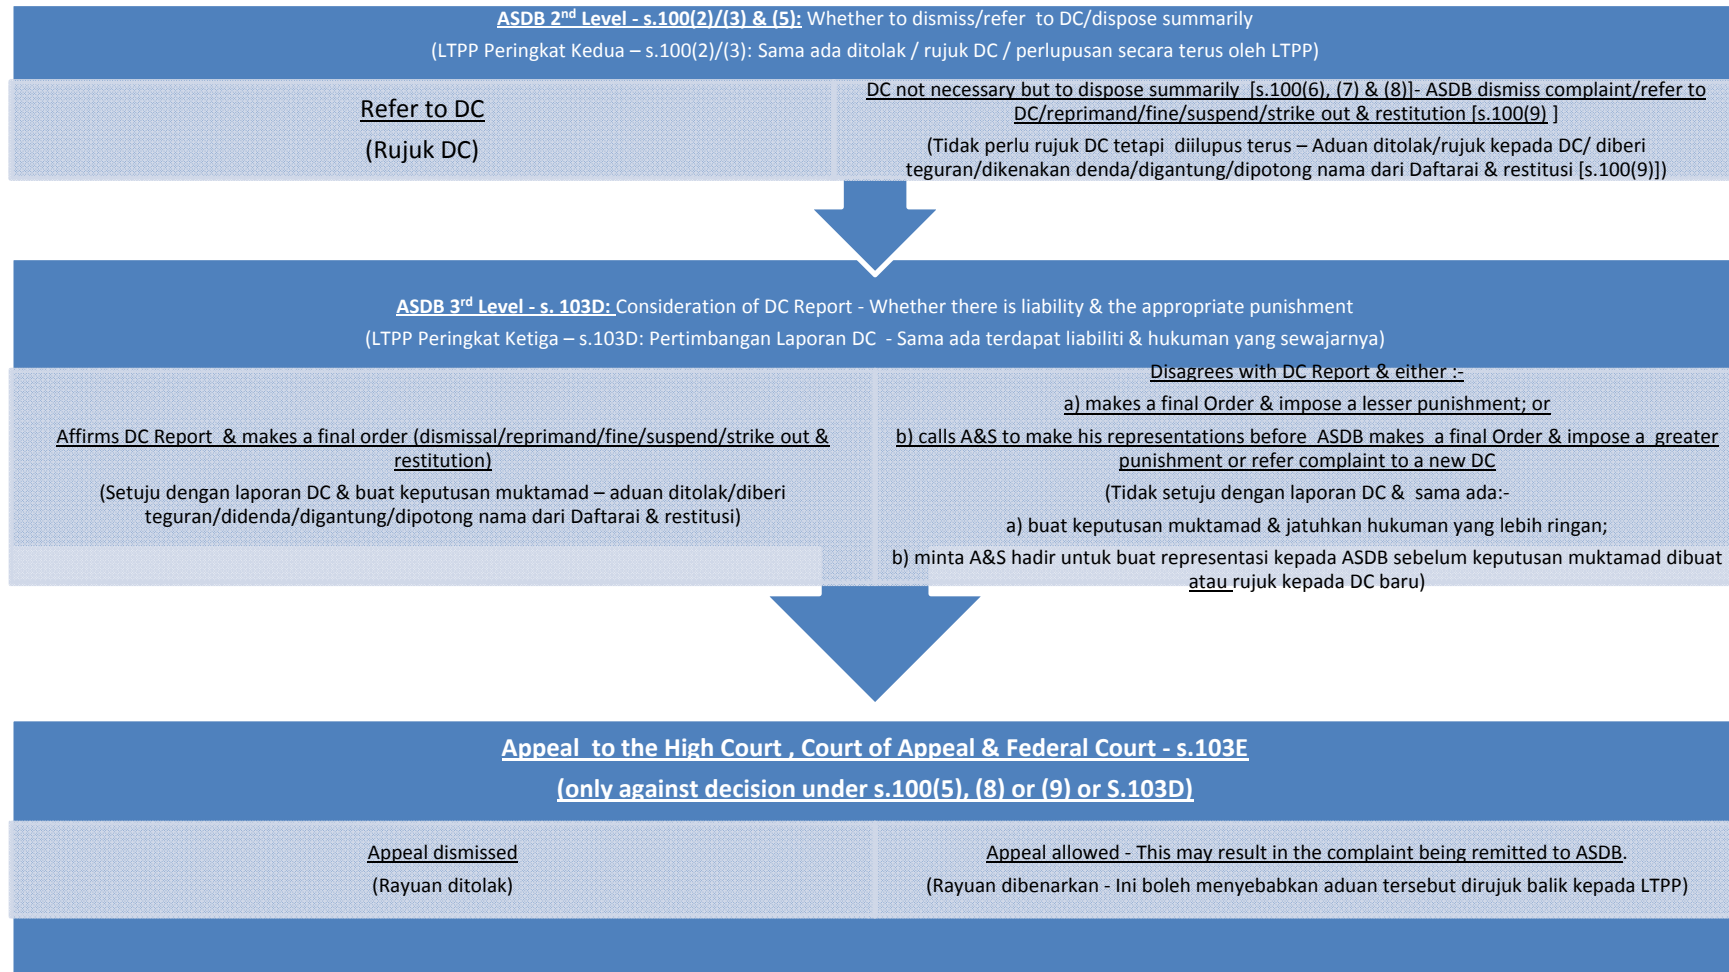 ASDB 2nd Level - s.100(2)/(3) & (5): Whether to dismiss/refer to DC/dispose summarily
(LTPP Peringkat Kedua – s.100(2)/(3): Sama ada ditolak / rujuk DC / perlupusan secara terus oleh LTPP)
Refer to DC
(Rujuk DC)
DC not necessary but to dispose summarily [s.100(6), (7) & (8)]- ASDB dismiss complaint/refer to
DC/reprimand/fine/suspend/strike out & restitution [s.100(9) ]
(Tidak perlu rujuk DC tetapi diilupus terus – Aduan ditolak/rujuk kepada DC/ diberi
teguran/dikenakan denda/digantung/dipotong nama dari Daftarai & restitusi [s.100(9)])
ASDB 3rd Level - s. 103D: Consideration of DC Report - Whether there is liability & the appropriate punishment
(LTPP Peringkat Ketiga – s.103D: Pertimbangan Laporan DC - Sama ada terdapat liabiliti & hukuman yang sewajarnya)
Affirms DC Report & makes a final order (dismissal/reprimand/fine/suspend/strike out &
restitution)
(Setuju dengan laporan DC & buat keputusan muktamad – aduan ditolak/diberi
teguran/didenda/digantung/dipotong nama dari Daftarai & restitusi)
Disagrees with DC Report & either :-
a) makes a final Order & impose a lesser punishment; or
b) calls A&S to make his representations before ASDB makes a final Order & impose a greater
punishment or refer complaint to a new DC
(Tidak setuju dengan laporan DC & sama ada:-
a) buat keputusan muktamad & jatuhkan hukuman yang lebih ringan;
b) minta A&S hadir untuk buat representasi kepada ASDB sebelum keputusan muktamad dibuat
atau rujuk kepada DC baru)
Appeal to the High Court , Court of Appeal & Federal Court - s.103E
(only against decision under s.100(5), (8) or (9) or S.103D)
Appeal dismissed
(Rayuan ditolak)
Appeal allowed - This may result in the complaint being remitted to ASDB.
(Rayuan dibenarkan - Ini boleh menyebabkan aduan tersebut dirujuk balik kepada LTPP)